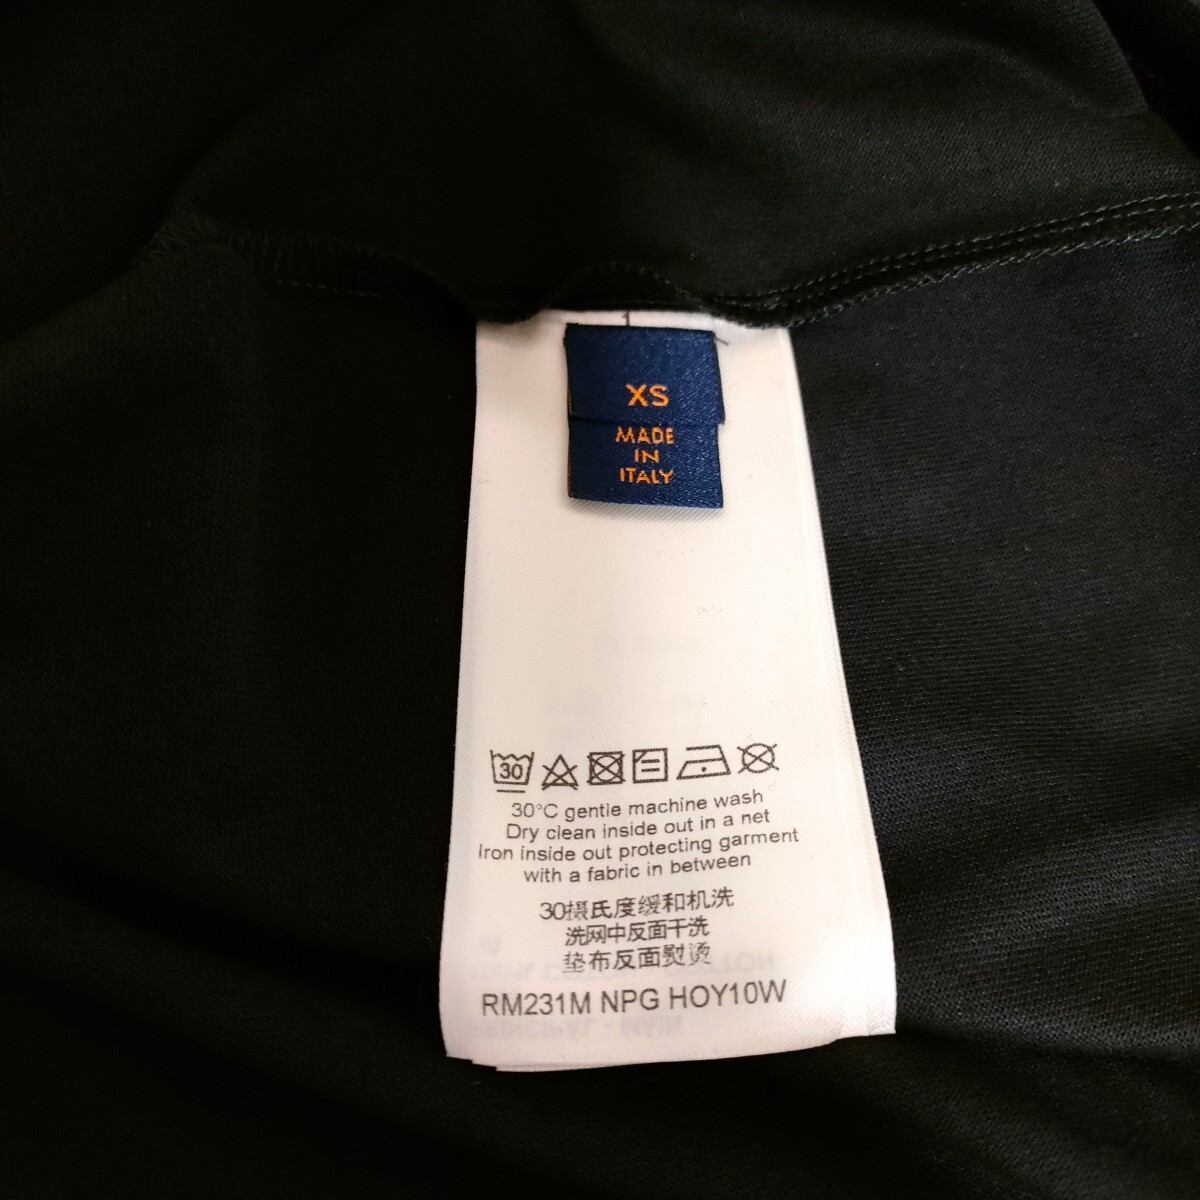 XS
MADE
IN
ITALY
30
30°C gentle machine wash
Dry clean inside out in a net
Iron inside out protecting garment
with a fabric in between
30摄氏度缓和机洗
洗网中反面干洗
垫布反面熨烫
RM231M NPG HOY10W